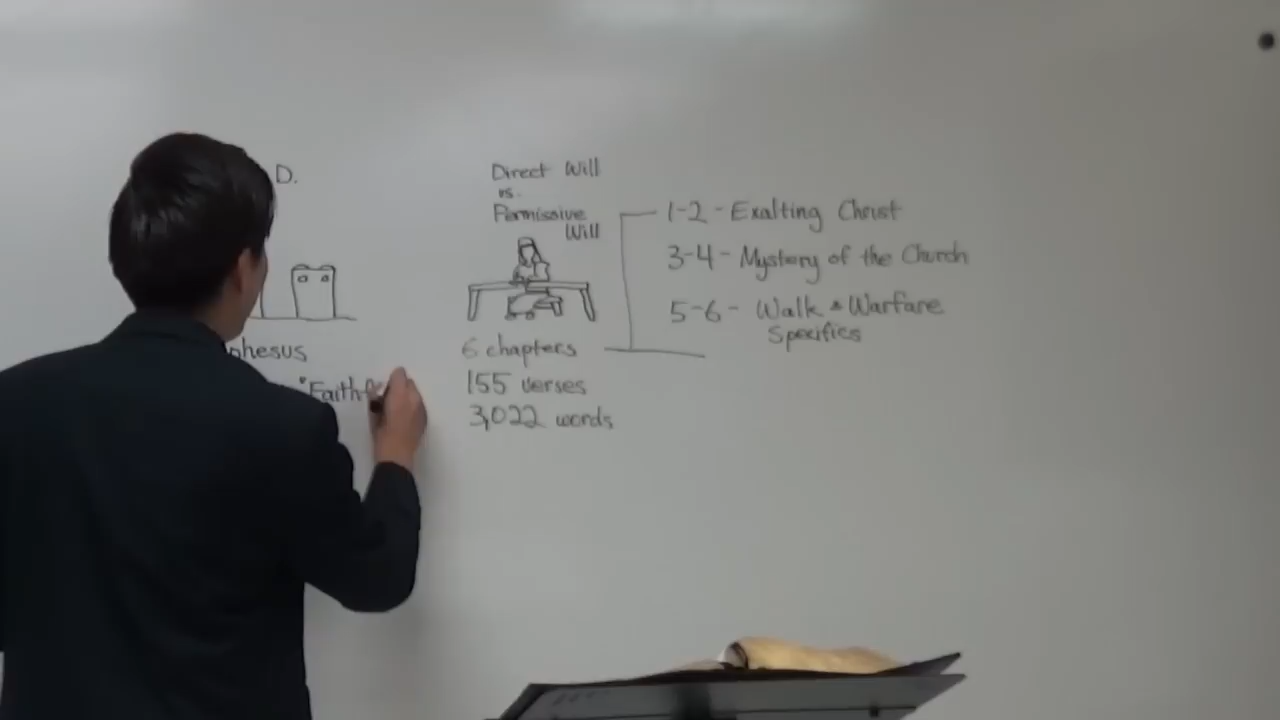 D.
phesus
"Faith
Direct Will
vs.
Permissive
Will
6 chapters
155 verses
3,022 words
1-2 - Exalting Christ
3-4 - Mystery of the Church
5-6 - Walk & Warfare
Specifics